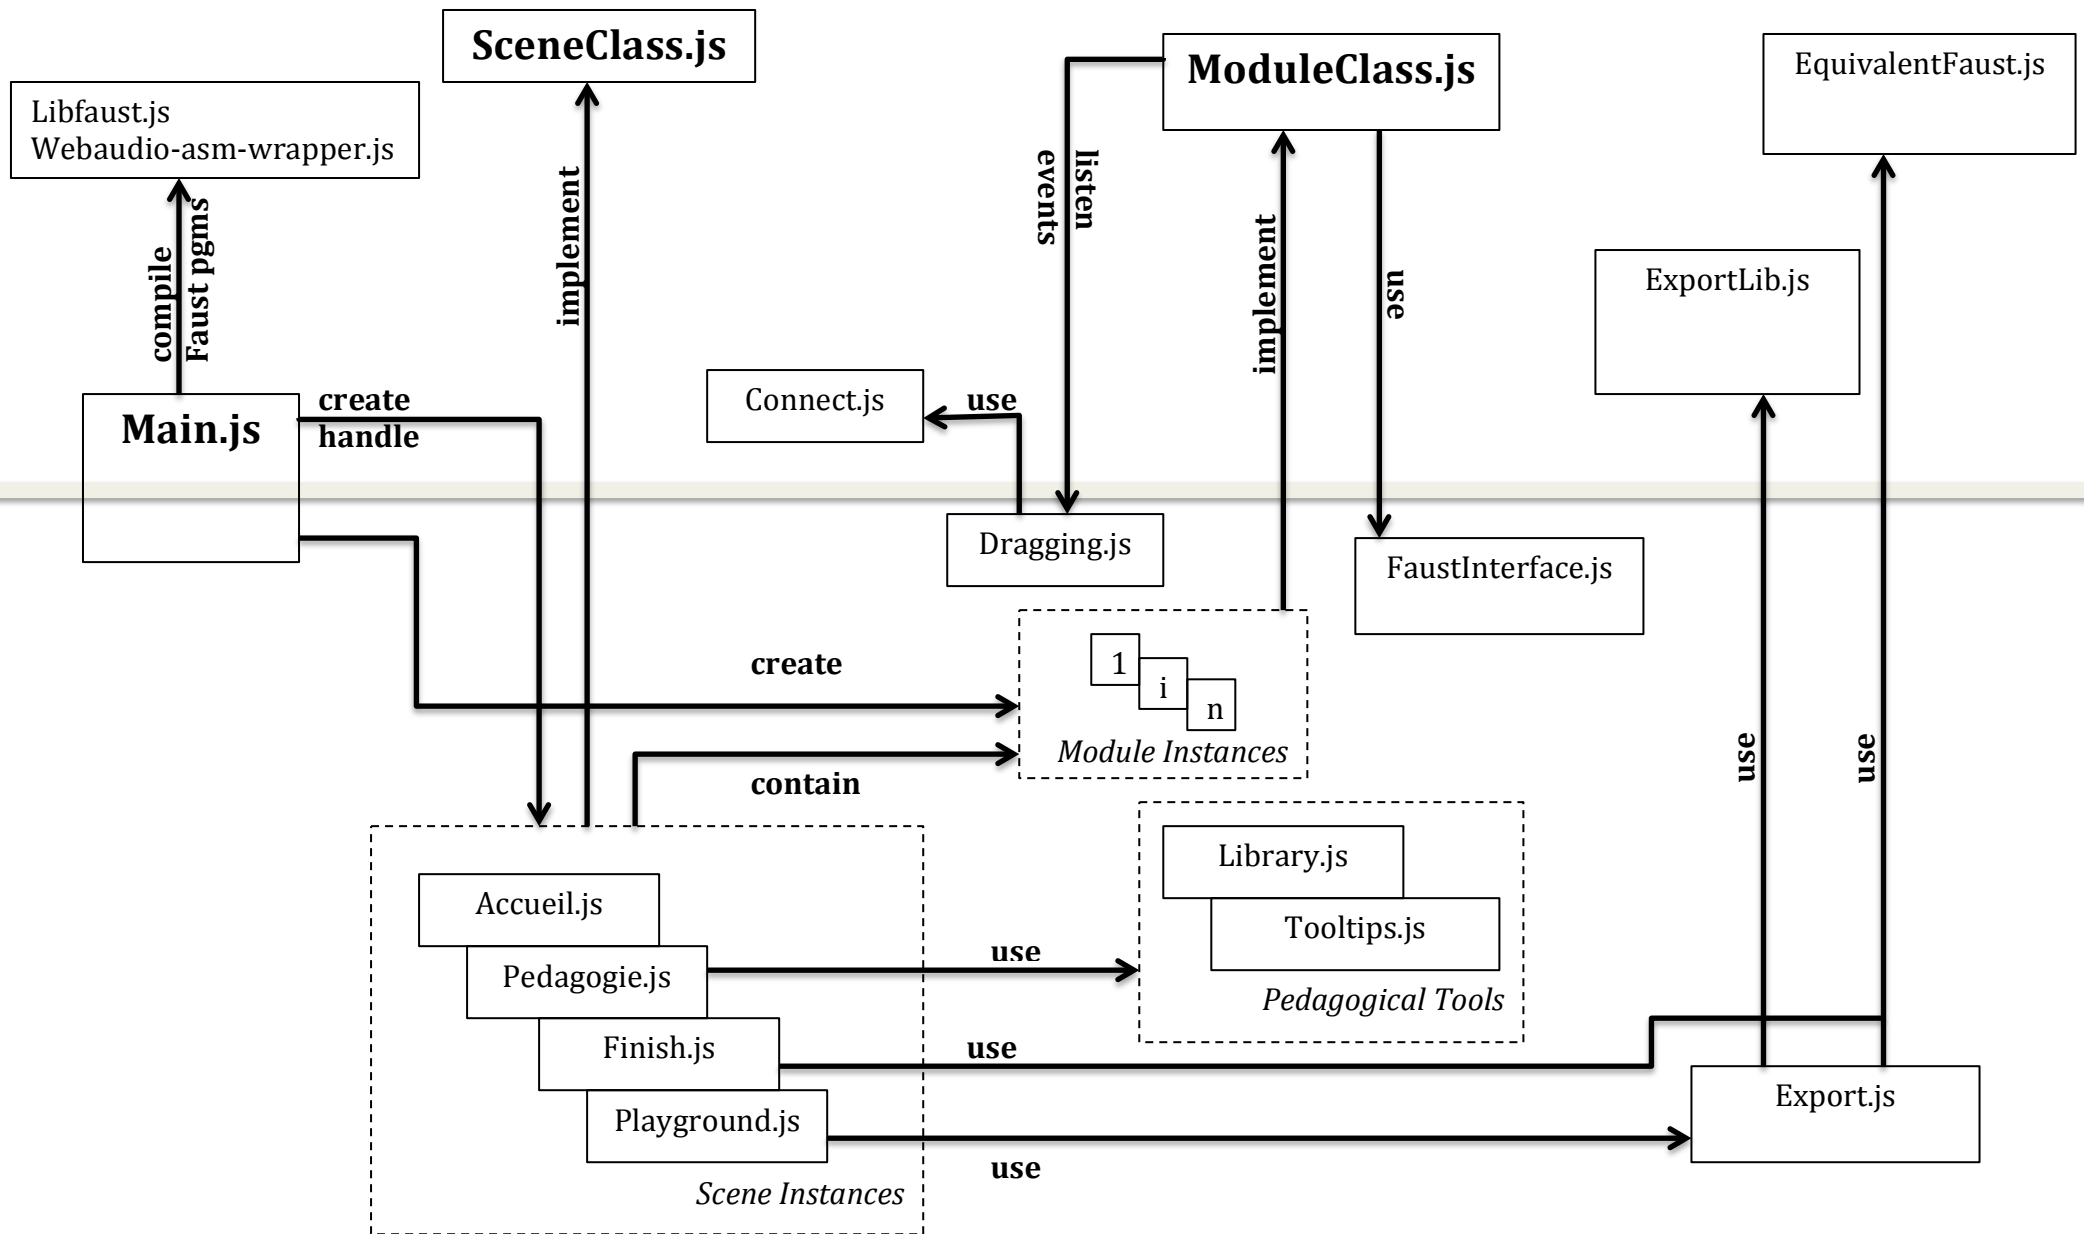 SceneClass.js
ModuleClass.js
EquivalentFaust.js
Libfaust.js
Webaudio-asm-wrapper.js
compile
Faust pgms
implement
listen
events
implement
use
ExportLib.js
Main.js
create
handle
Connect.js
use
Dragging.js
FaustInterface.js
create
1
i
n
Module Instances
contain
use
use
Library.js
Tooltips.js
Pedagogical Tools
Accueil.js
Pedagogie.js
use
Finish.js
use
Playground.js
use
Export.js
Scene Instances